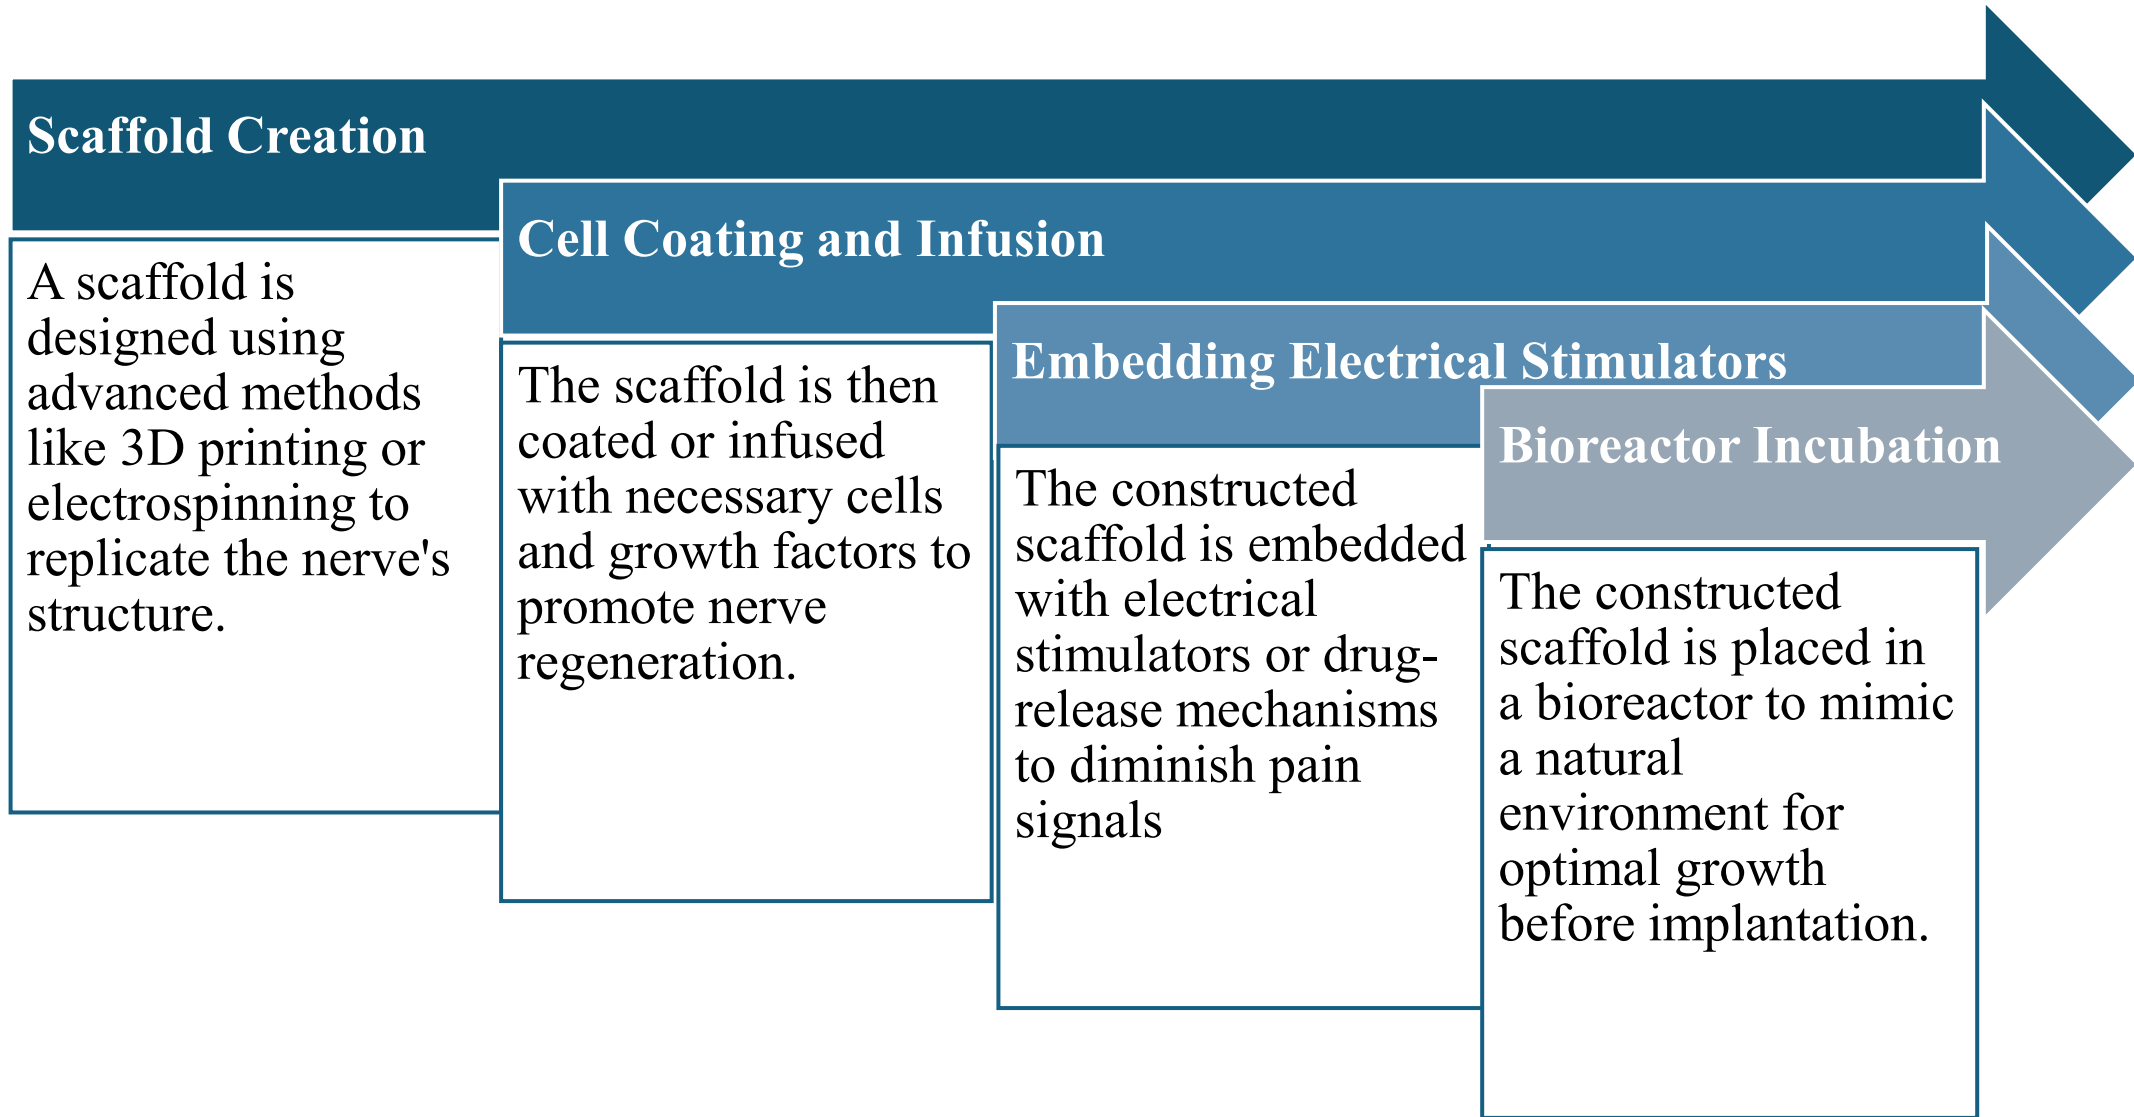 Scaffold Creation
A scaffold is
designed using
advanced methods
like 3D printing or
electrospinning to
replicate the nerve's
structure.
Cell Coating and Infusion
The scaffold is then
coated or infused
with necessary cells
and growth factors to
promote nerve
regeneration.
Embedding Electrical Stimulators
The constructed
scaffold is embedded
with electrical
stimulators or drug-
release mechanisms
to diminish pain
signals
Bioreactor Incubation
The constructed
scaffold is placed in
a bioreactor to mimic
a natural
environment for
optimal growth
before implantation.